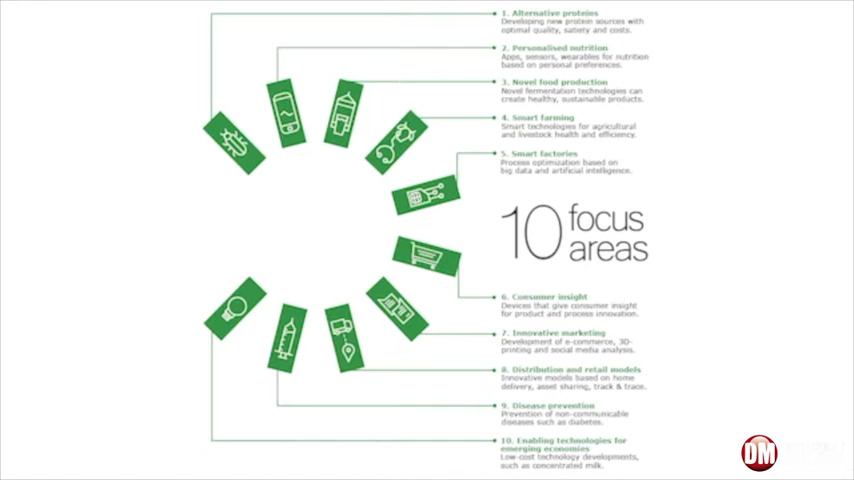 1. Alternative proteins
Developing new protein sources with
optimal quality, satiety and costs.
2. Personalised nutrition
Apps, sensors, wearables for nutrition
based on personal preferences.
3. Novel food production
Novel fermentation technologies can
create healthy, sustainable products.
4. Smart farming
Smart technologies for agricultural
and livestock health and efficiency.
5. Smart factories
Process optimization based on
big data and artificial intelligence.
10 focus
areas
6. Consumer insight
Devices that give consumer insight
for product and process innovation.
7. Innovative marketing
Development of e-commerce, 3D-
printing and social media analysis.
8. Distribution and retail models
Innovative models based on home
delivery, asset sharing, track & trace.
9. Disease prevention
Prevention of non-communicable
diseases such as diabetes.
10. Enabling technologies for
emerging economies
Low-cost technology developments,
such as concentrated milk.
DM